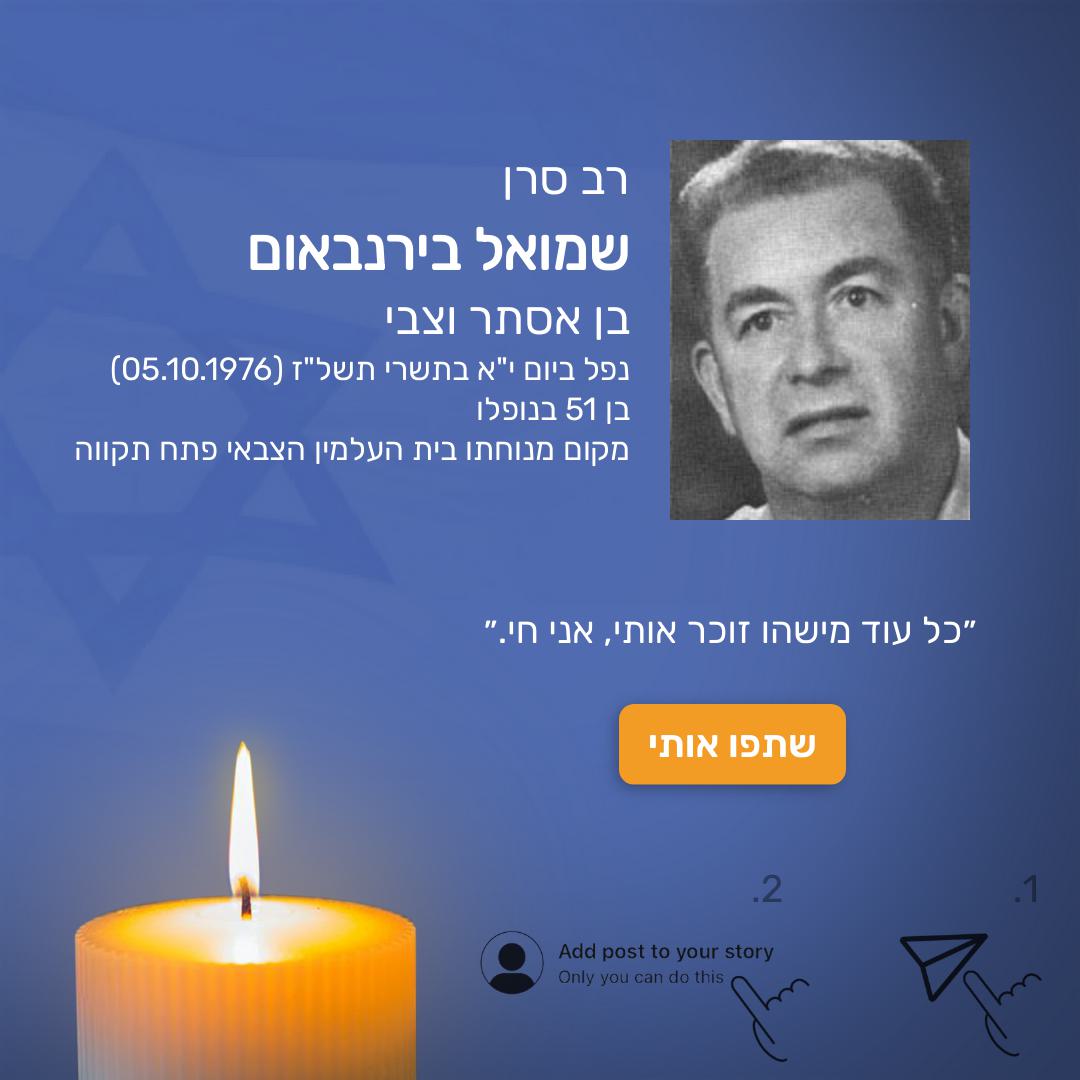 רב סרן
שמואל בירנבאום
בן אסתר וצבי
נפל ביום י"א בתשרי תשל"ז (05.10.1976)
בן 51 בנופלו
מקום מנוחתו בית העלמין הצבאי פתח תקווה
״כל עוד מישהו זוכר אותי, אני חי.״
שתפו אותי
1.
2.
Add post to your story
Only you can do this